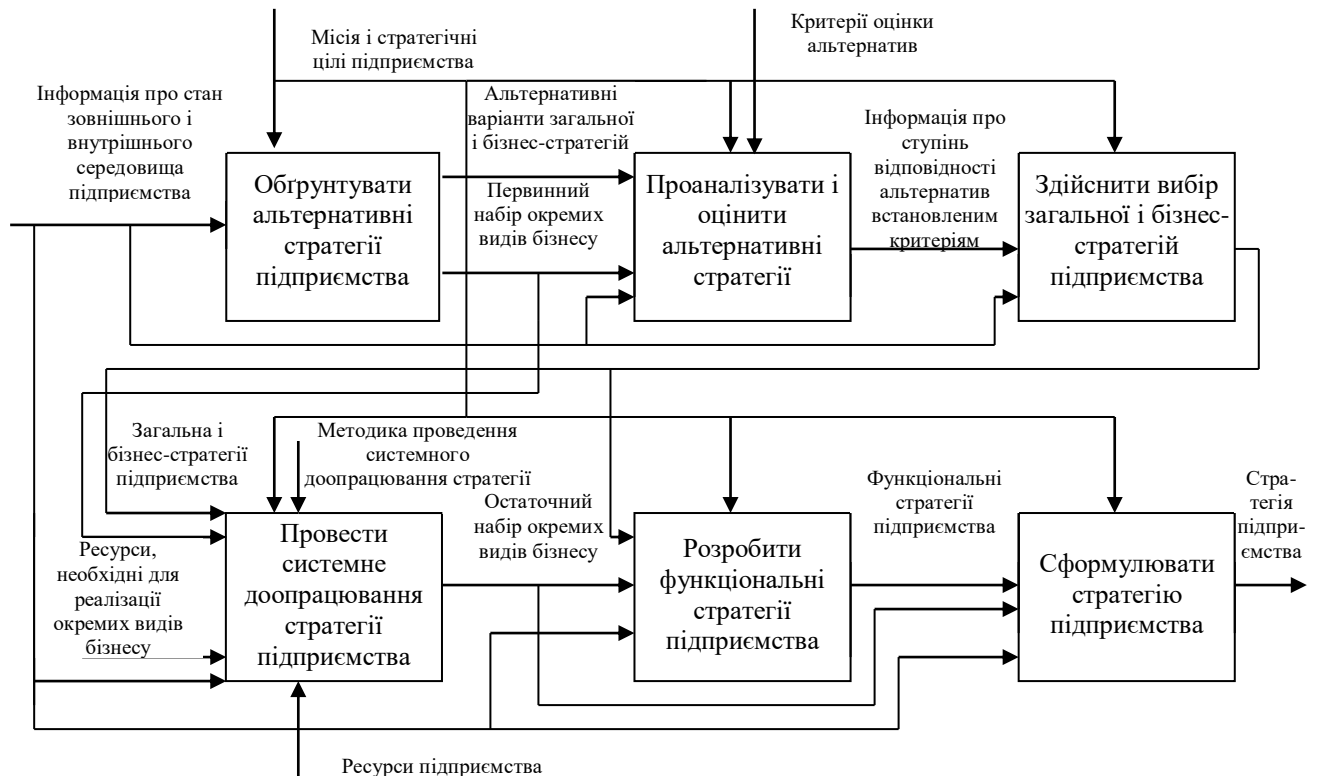 Місія і стратегічні
цілі підприємства
Критерії оцінки
альтернатив
Інформація про стан
зовнішнього і
внутрішнього
середовища
підприємства
Альтернативні
варіанти загальної
і бізнес-стратегій
Первинний
набір окремих
видів бізнесу
Інформація про
ступінь
відповідності
альтернатив
встановленим
критеріям
Обґрунтувати
альтернативні
стратегії
підприємства
Проаналізувати і
оцінити
альтернативні
стратегії
Здійснити вибір
загальної і бізнес-
стратегій
підприємства
Загальна і
бізнес-стратегії
підприємства
Методика проведення
системного
доопрацювання стратегії
Остаточний
набір окремих
видів бізнесу
Функціональні
стратегії
підприємства
Стра-
тегія
підпри-
ємства
Ресурси,
необхідні для
реалізації
окремих видів
бізнесу
Провести
системне
доопрацювання
стратегії
підприємства
Розробити
функціональні
стратегії
підприємства
Сформулювати
стратегію
підприємства
Ресурси підприємства